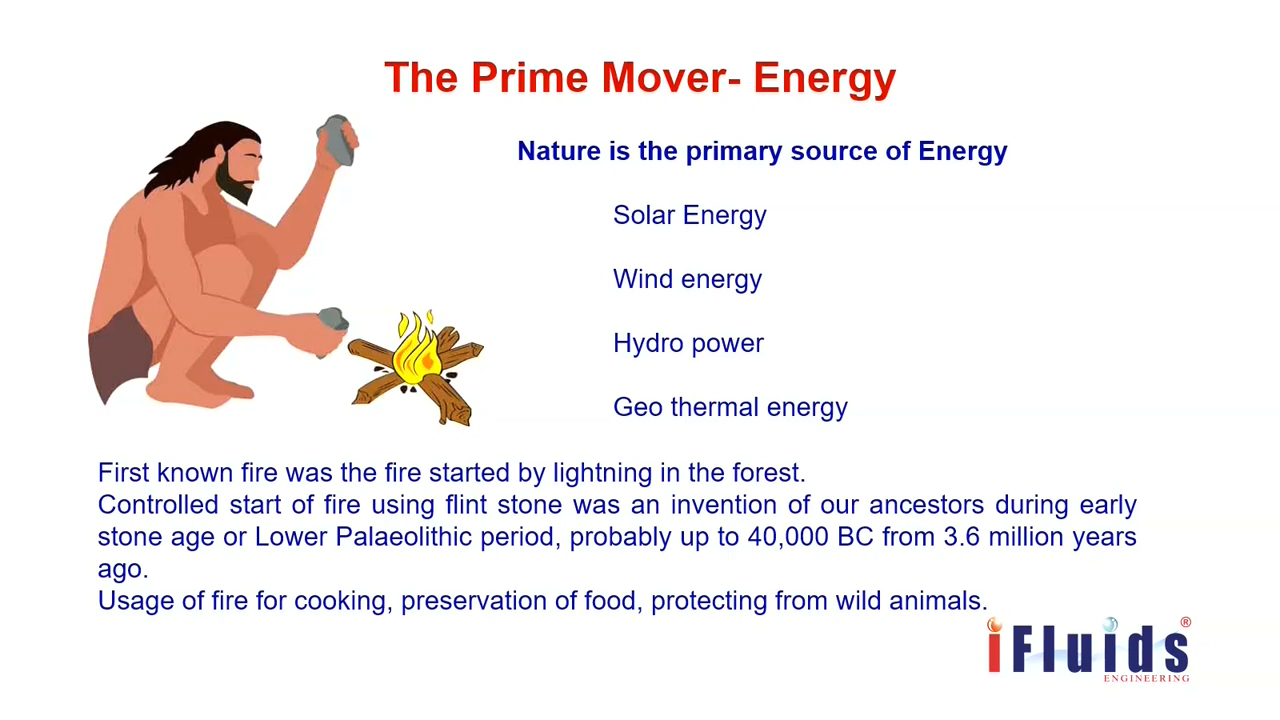 The Prime Mover- Energy
Nature is the primary source of Energy
Solar Energy
Wind energy
Hydro power
Geo thermal energy
First known fire was the fire started by lightning in the forest.
Controlled start of fire using flint stone was an invention of our ancestors during early
stone age or Lower Palaeolithic period, probably up to 40,000 BC from 3.6 million years
ago.
Usage of fire for cooking, preservation of food, protecting from wild animals.
iFluids®
ENGINEERING